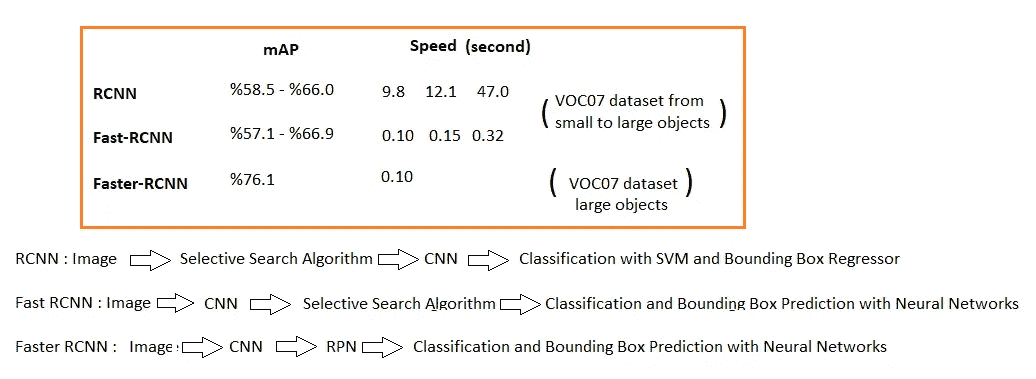 mAP Speed (second)
RCNN %58.5 - %66.0 9.8 12.1 47.0
( VOC07 dataset from
small to large objects )
Fast-RCNN %57.1 - %66.9 0.10 0.15 0.32
Faster-RCNN %76.1 0.10
( VOC07 dataset )
large objects
RCNN : Image Selective Search Algorithm CNN Classification with SVM and Bounding Box Regressor
Fast RCNN : Image CNN Selective Search Algorithm Classification and Bounding Box Prediction with Neural Networks
Faster RCNN : Image : CNN RPN Classification and Bounding Box Prediction with Neural Networks